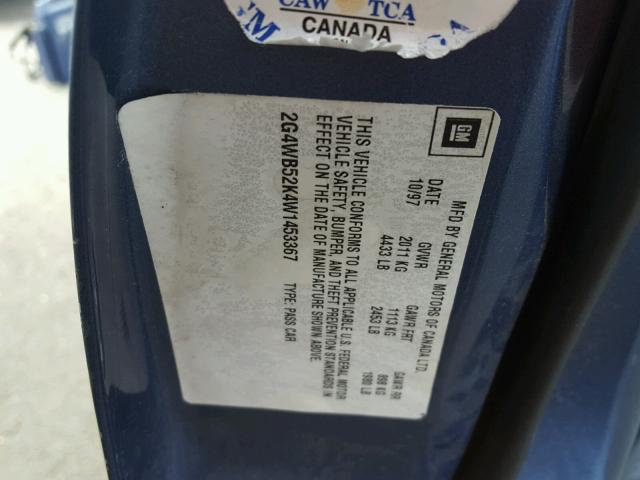 CAW TCA
CANADA
GM
MFD BY GENERAL MOTORS OF CANADA LTD.
DATE GVWR GAWR FRT GAWR RR
10/97 2011 KG 1113 KG 898 KG
4433 LB 2453 LB 1980 LB
THIS VEHICLE CONFORMS TO ALL APPLICABLE U.S. FEDERAL MOTOR
VEHICLE SAFETY, BUMPER, AND THEFT PREVENTION STANDARDS IN
EFFECT ON THE DATE OF MANUFACTURE SHOWN ABOVE.
2G4WB52K4W1453367 TYPE: PASS CAR